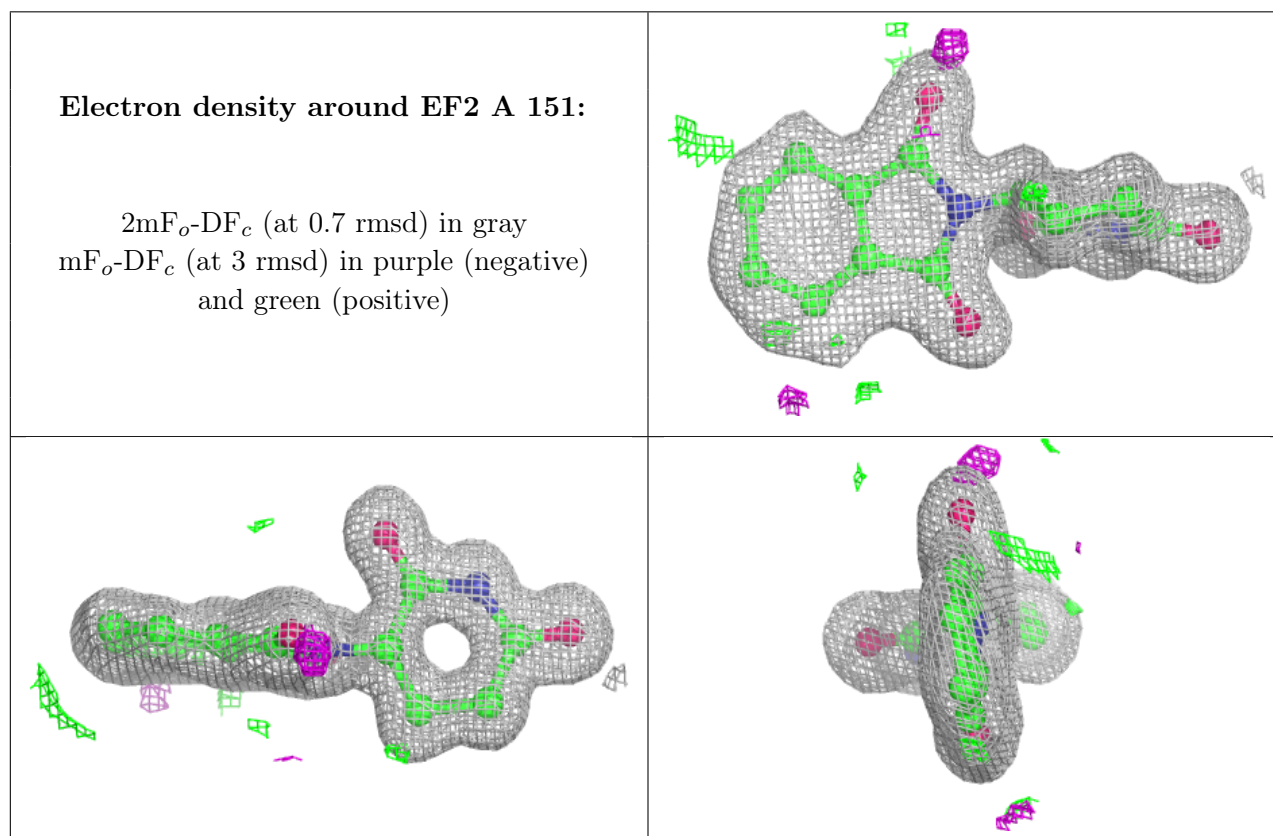 Electron density around EF2 A 151:
2mFo-DFc (at 0.7 rmsd) in gray
mFo-DFc (at 3 rmsd) in purple (negative)
and green (positive)